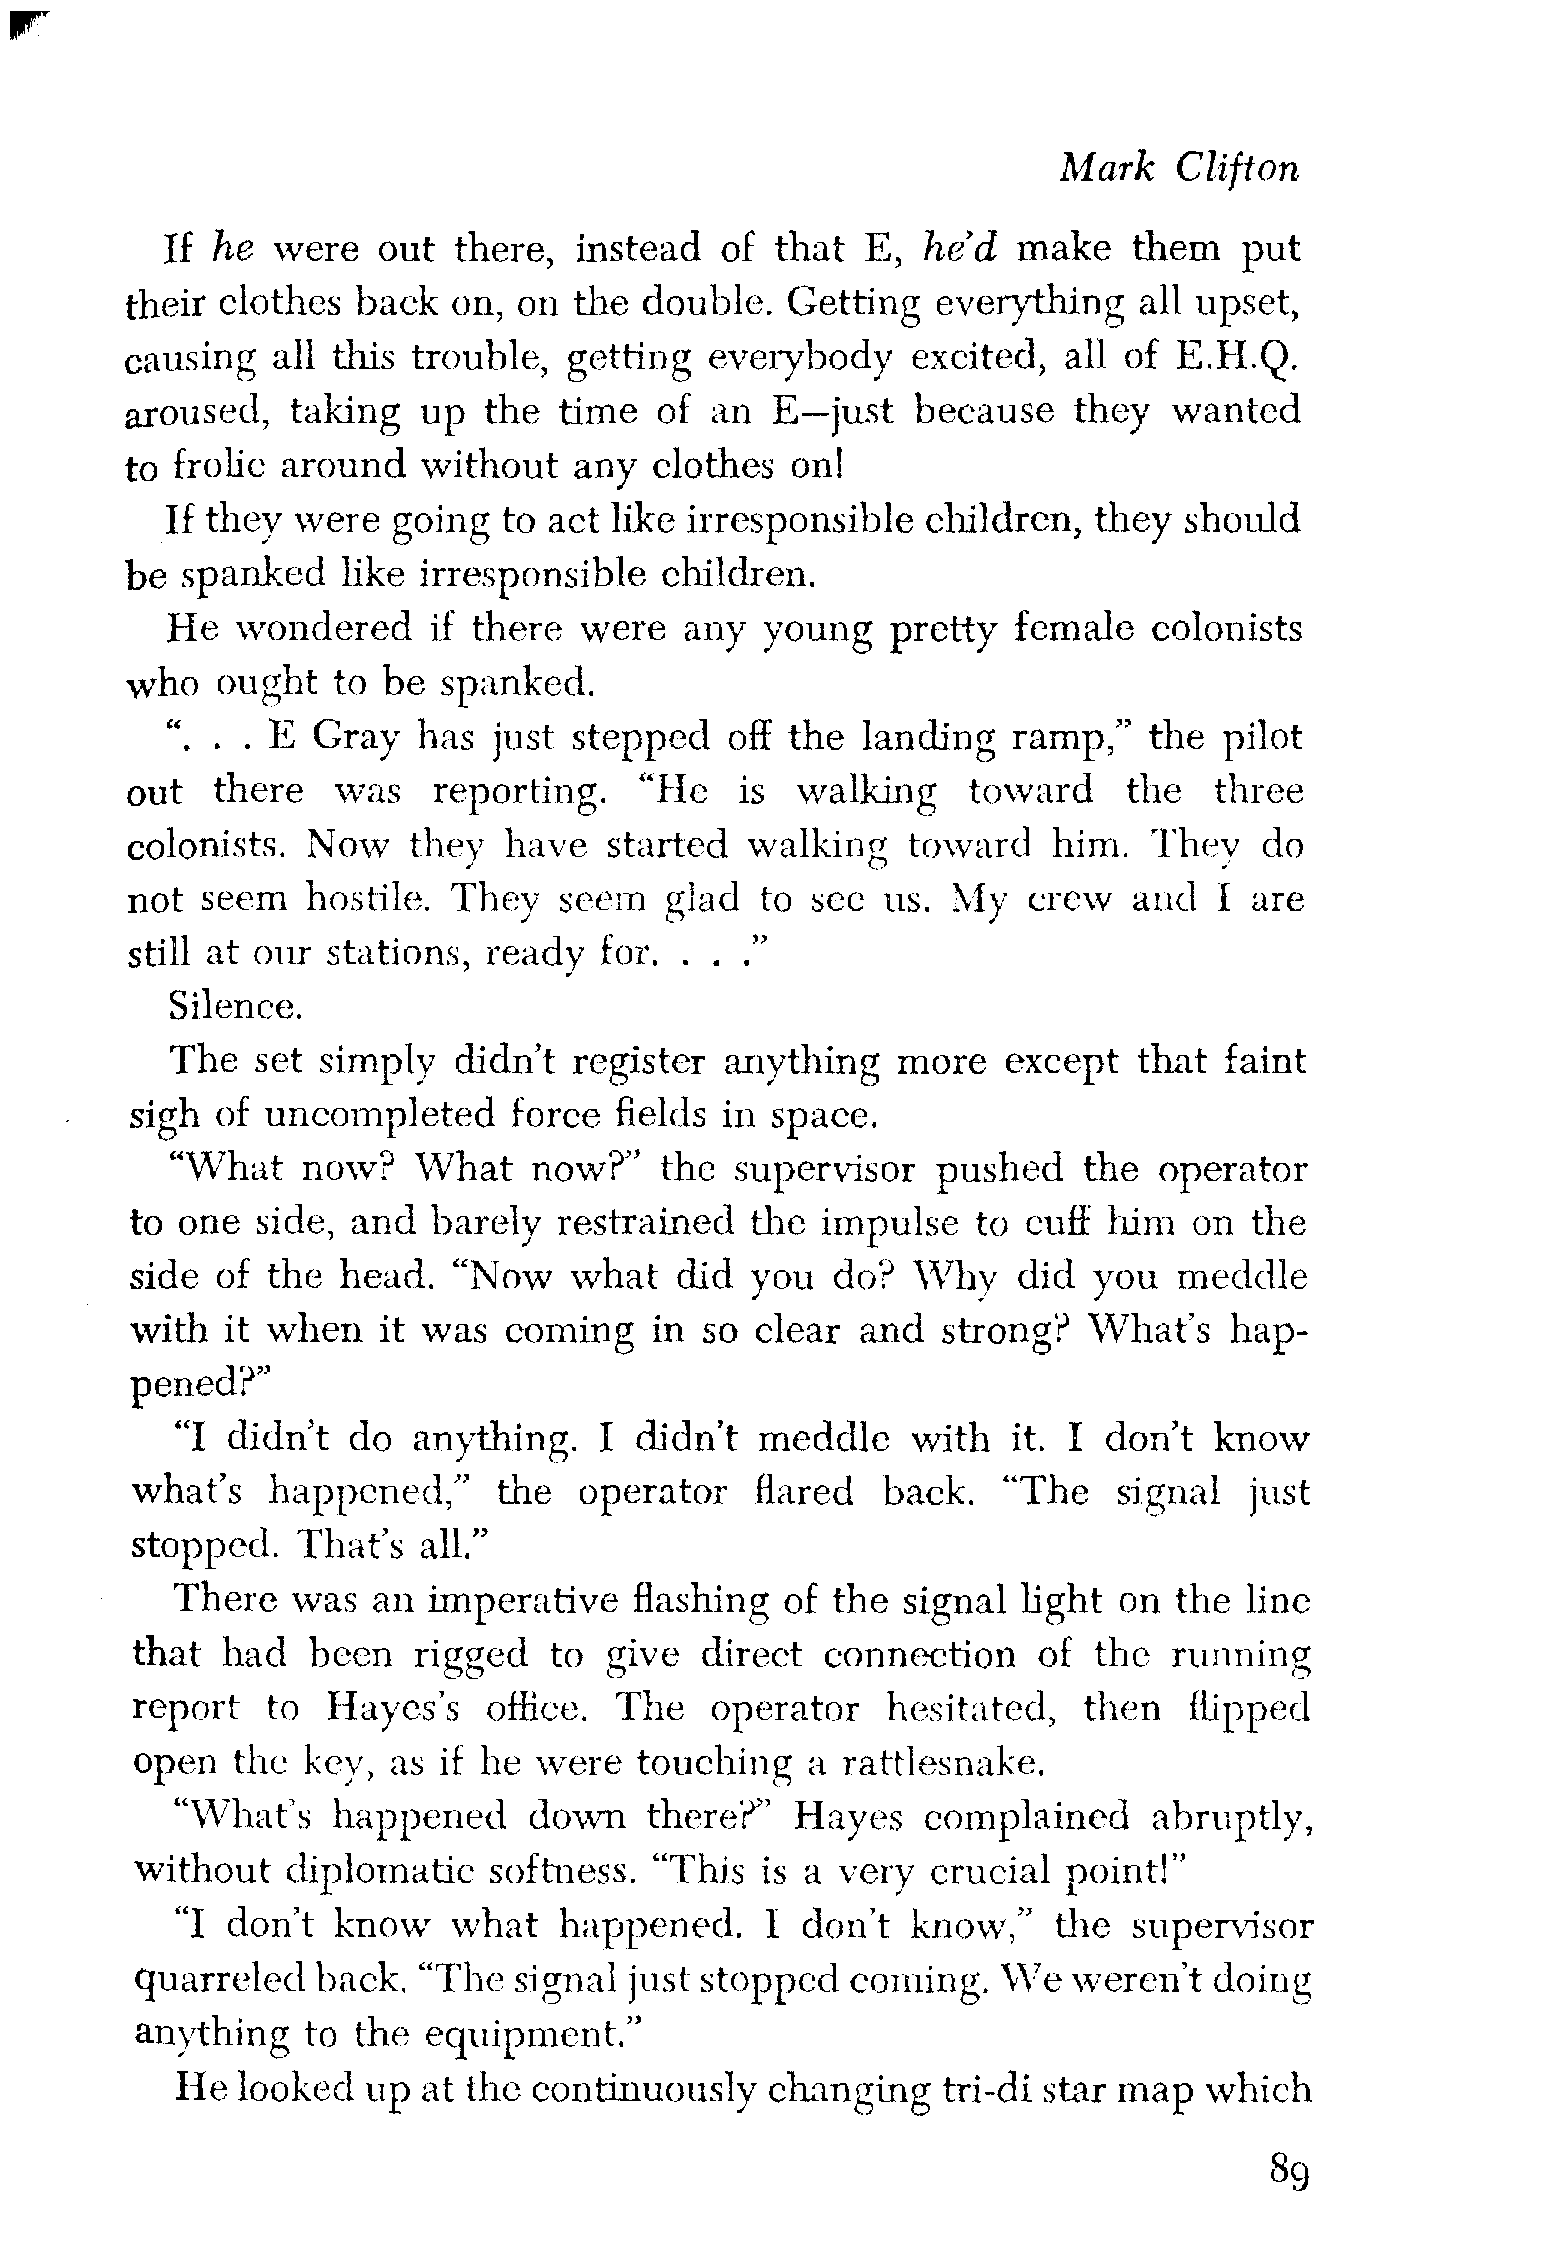 Mark Clifton
If he were out there, instead of that E, he'd make them put
their clothes back on, on the double. Getting everything all upset,
causing all this trouble, getting everybody excited, all of E.H.Q.
aroused, taking up the time of an E—just because they wanted
to frolic around without any clothes on!
If they were going to act like irresponsible children, they should
be spanked like irresponsible children.
He wondered if there were any young pretty female colonists
who ought to be spanked.
“. . . E Gray has just stepped off the landing ramp,” the pilot
out there was reporting. “He is walking toward the three
colonists. Now they have started walking toward him. They do
not seem hostile. They seem glad to see us. My crew and I are
still at our stations, ready for. . . .”
Silence.
The set simply didn't register anything more except that faint
sigh of uncompleted force fields in space.
“What now? What now?” the supervisor pushed the operator
to one side, and barely restrained the impulse to cuff him on the
side of the head. “Now what did you do? Why did you meddle
with it when it was coming in so clear and strong? What's hap-
pened?”
“I didn't do anything. I didn't meddle with it. I don't know
what's happened,” the operator flared back. “The signal just
stopped. That's all.”
There was an imperative flashing of the signal light on the line
that had been rigged to give direct connection of the running
report to Hayes's office. The operator hesitated, then flipped
open the key, as if he were touching a rattlesnake.
“What's happened down there?” Hayes complained abruptly,
without diplomatic softness. “This is a very crucial point!”
“I don't know what happened. I don't know,” the supervisor
quarreled back. “The signal just stopped coming. We weren't doing
anything to the equipment.”
He looked up at the continuously changing tri-di star map which
89